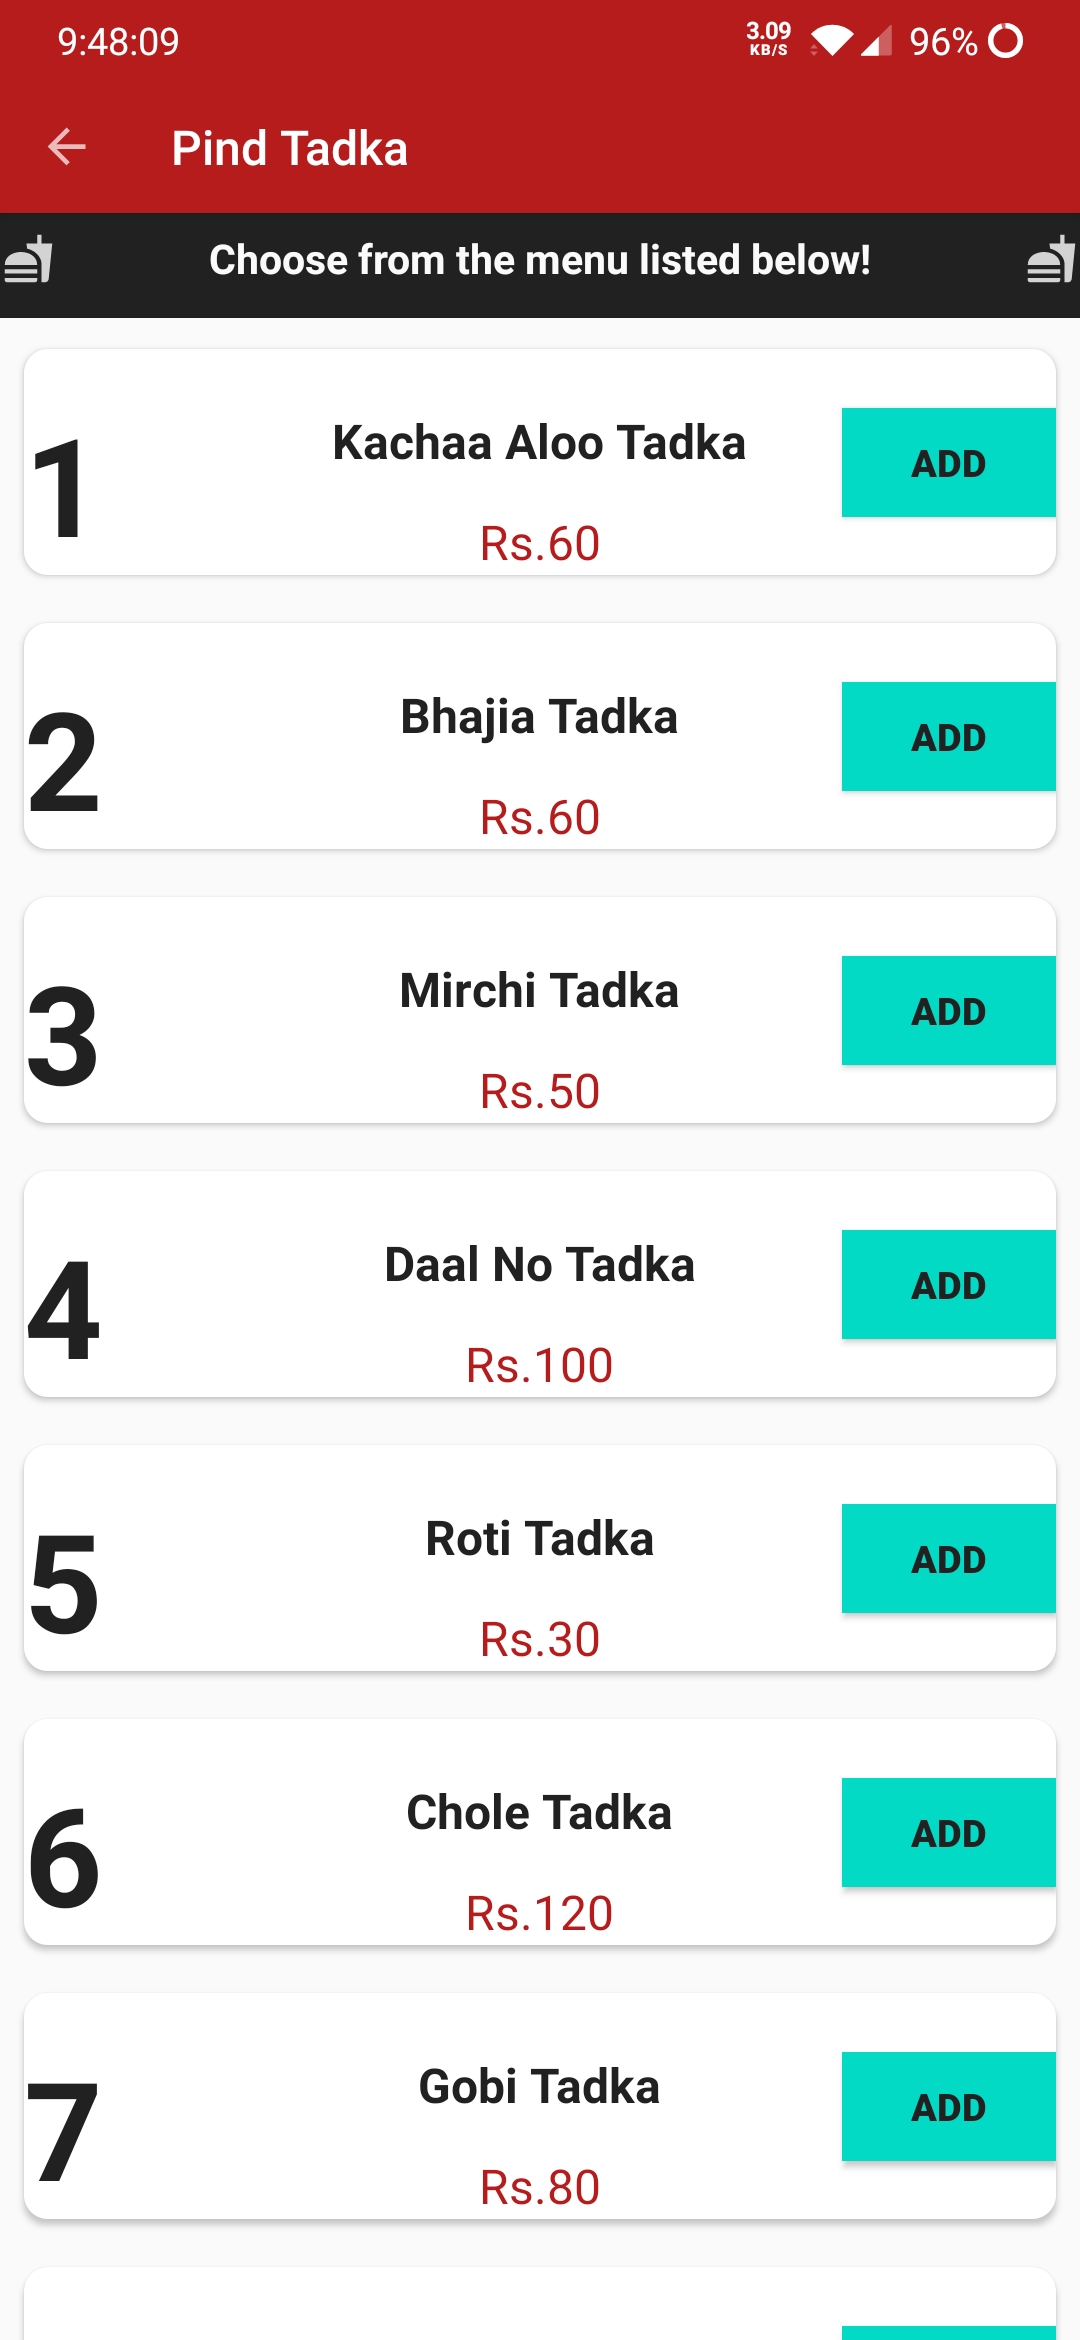 9:48:09
3.09
KB/S
96%
Pind Tadka
Choose from the menu listed below!
1
Kachaa Aloo Tadka
ADD
Rs.60
2
Bhajia Tadka
ADD
Rs.60
3
Mirchi Tadka
ADD
Rs.50
4
Daal No Tadka
ADD
Rs.100
5
Roti Tadka
ADD
Rs.30
6
Chole Tadka
ADD
Rs.120
7
Gobi Tadka
ADD
Rs.80